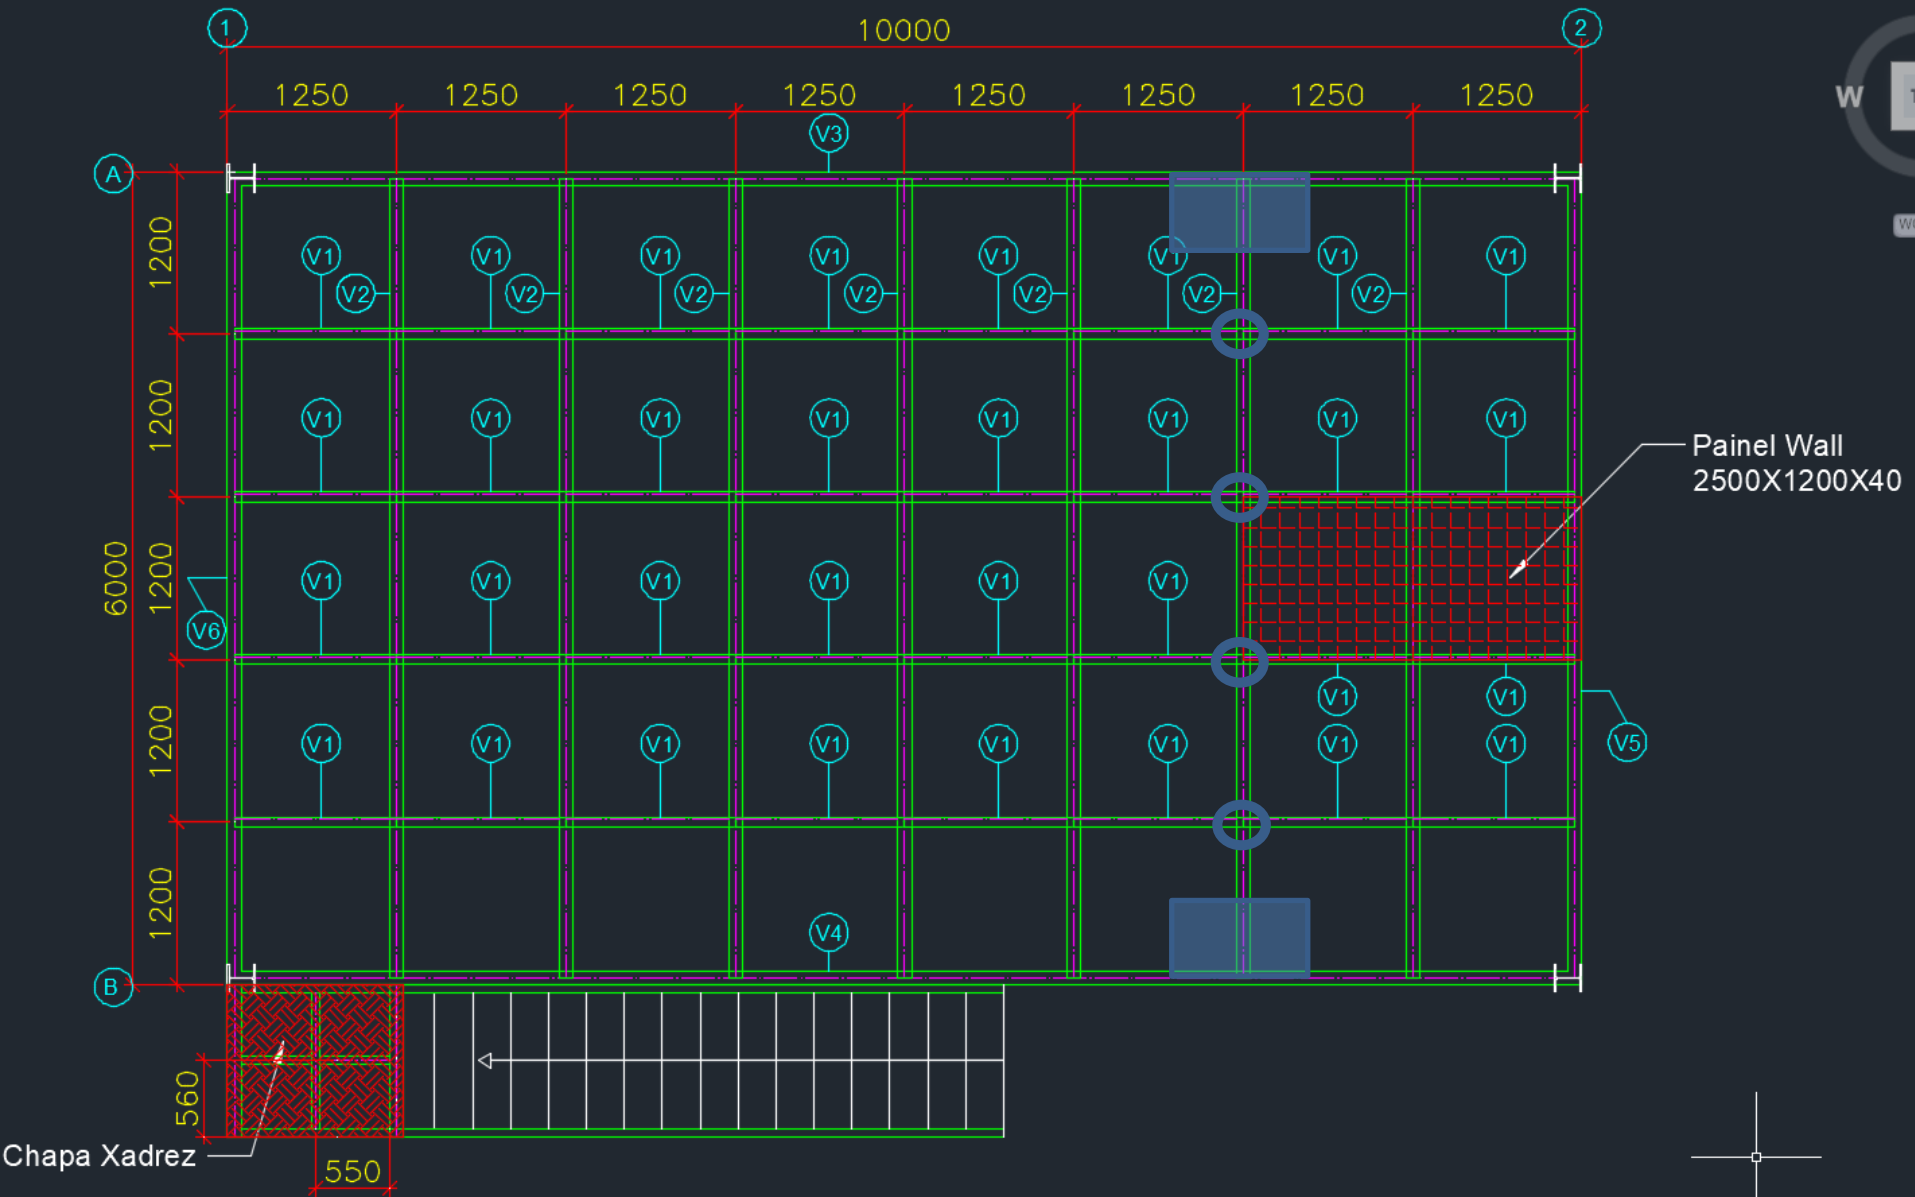 1
10000
2
1250 1250 1250 1250 1250 1250 1250 1250
W
V3
A
1200
V1 V1 V1 V1 V1 V1 V1 V1
V2 V2 V2 V2 V2 V2 V2
1200
V1 V1 V1 V1 V1 V1 V1 V1
Painel Wall
2500X1200X40
6000
1200
V1 V1 V1 V1 V1 V1
V6
V1 V1
1200
V1 V1 V1 V1 V1 V1 V1 V1
V5
1200
V4
B
560
Chapa Xadrez
550